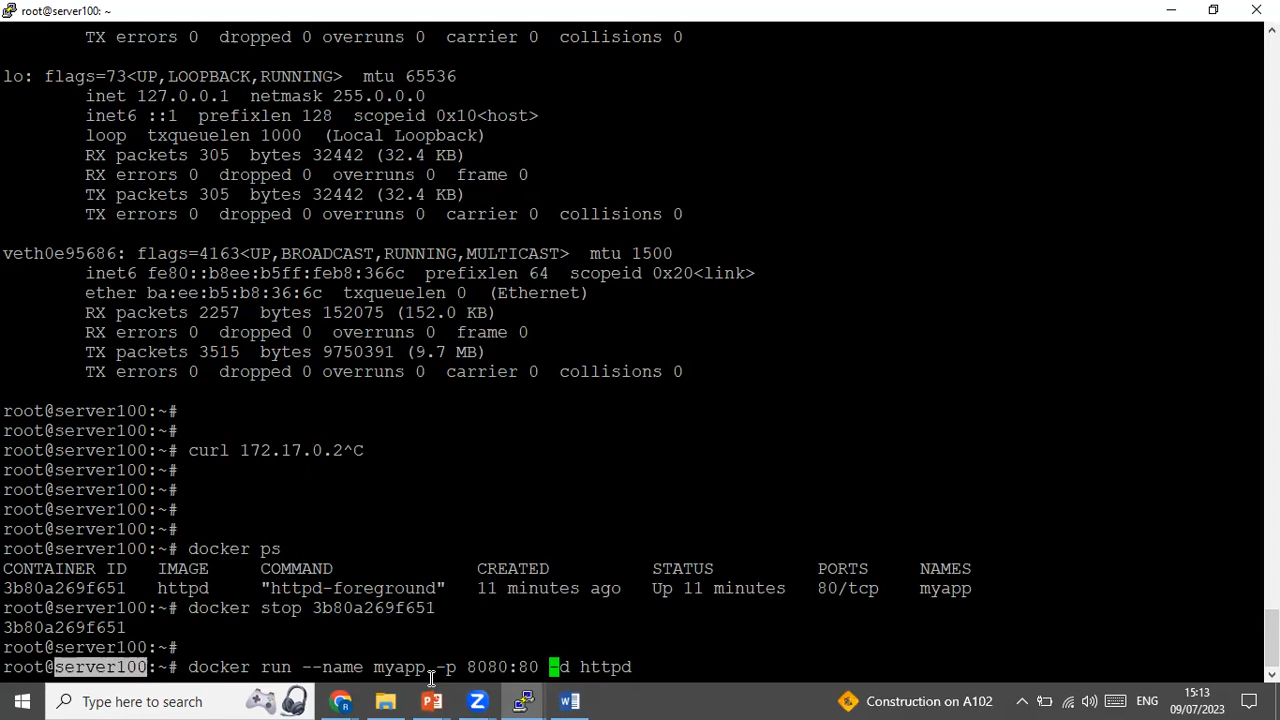 root@server100: ~
TX errors 0  dropped 0 overruns 0  carrier 0  collisions 0
lo: flags=73<UP,LOOPBACK,RUNNING>  mtu 65536
inet 127.0.0.1  netmask 255.0.0.0
inet6 ::1  prefixlen 128  scopeid 0x10<host>
loop  txqueuelen 1000  (Local Loopback)
RX packets 305  bytes 32442 (32.4 KB)
RX errors 0  dropped 0  overruns 0  frame 0
TX packets 305  bytes 32442 (32.4 KB)
TX errors 0  dropped 0 overruns 0  carrier 0  collisions 0
veth0e95686: flags=4163<UP,BROADCAST,RUNNING,MULTICAST>  mtu 1500
inet6 fe80::b8ee:b5ff:feb8:366c  prefixlen 64  scopeid 0x20<link>
ether ba:ee:b5:b8:36:6c  txqueuelen 0  (Ethernet)
RX packets 2257  bytes 152075 (152.0 KB)
RX errors 0  dropped 0  overruns 0  frame 0
TX packets 3515  bytes 9750391 (9.7 MB)
TX errors 0  dropped 0 overruns 0  carrier 0  collisions 0
root@server100:~#
root@server100:~#
root@server100:~# curl 172.17.0.2^C
root@server100:~#
root@server100:~#
root@server100:~#
root@server100:~#
root@server100:~# docker ps
CONTAINER ID   IMAGE     COMMAND              CREATED          STATUS          PORTS     NAMES
3b80a269f651   httpd     "httpd-foreground"   11 minutes ago   Up 11 minutes   80/tcp    myapp
root@server100:~# docker stop 3b80a269f651
3b80a269f651
root@server100:~#
root@server100:~# docker run --name myapp -p 8080:80 -d httpd
Type here to search
Construction on A102
ENG
15:13
09/07/2023